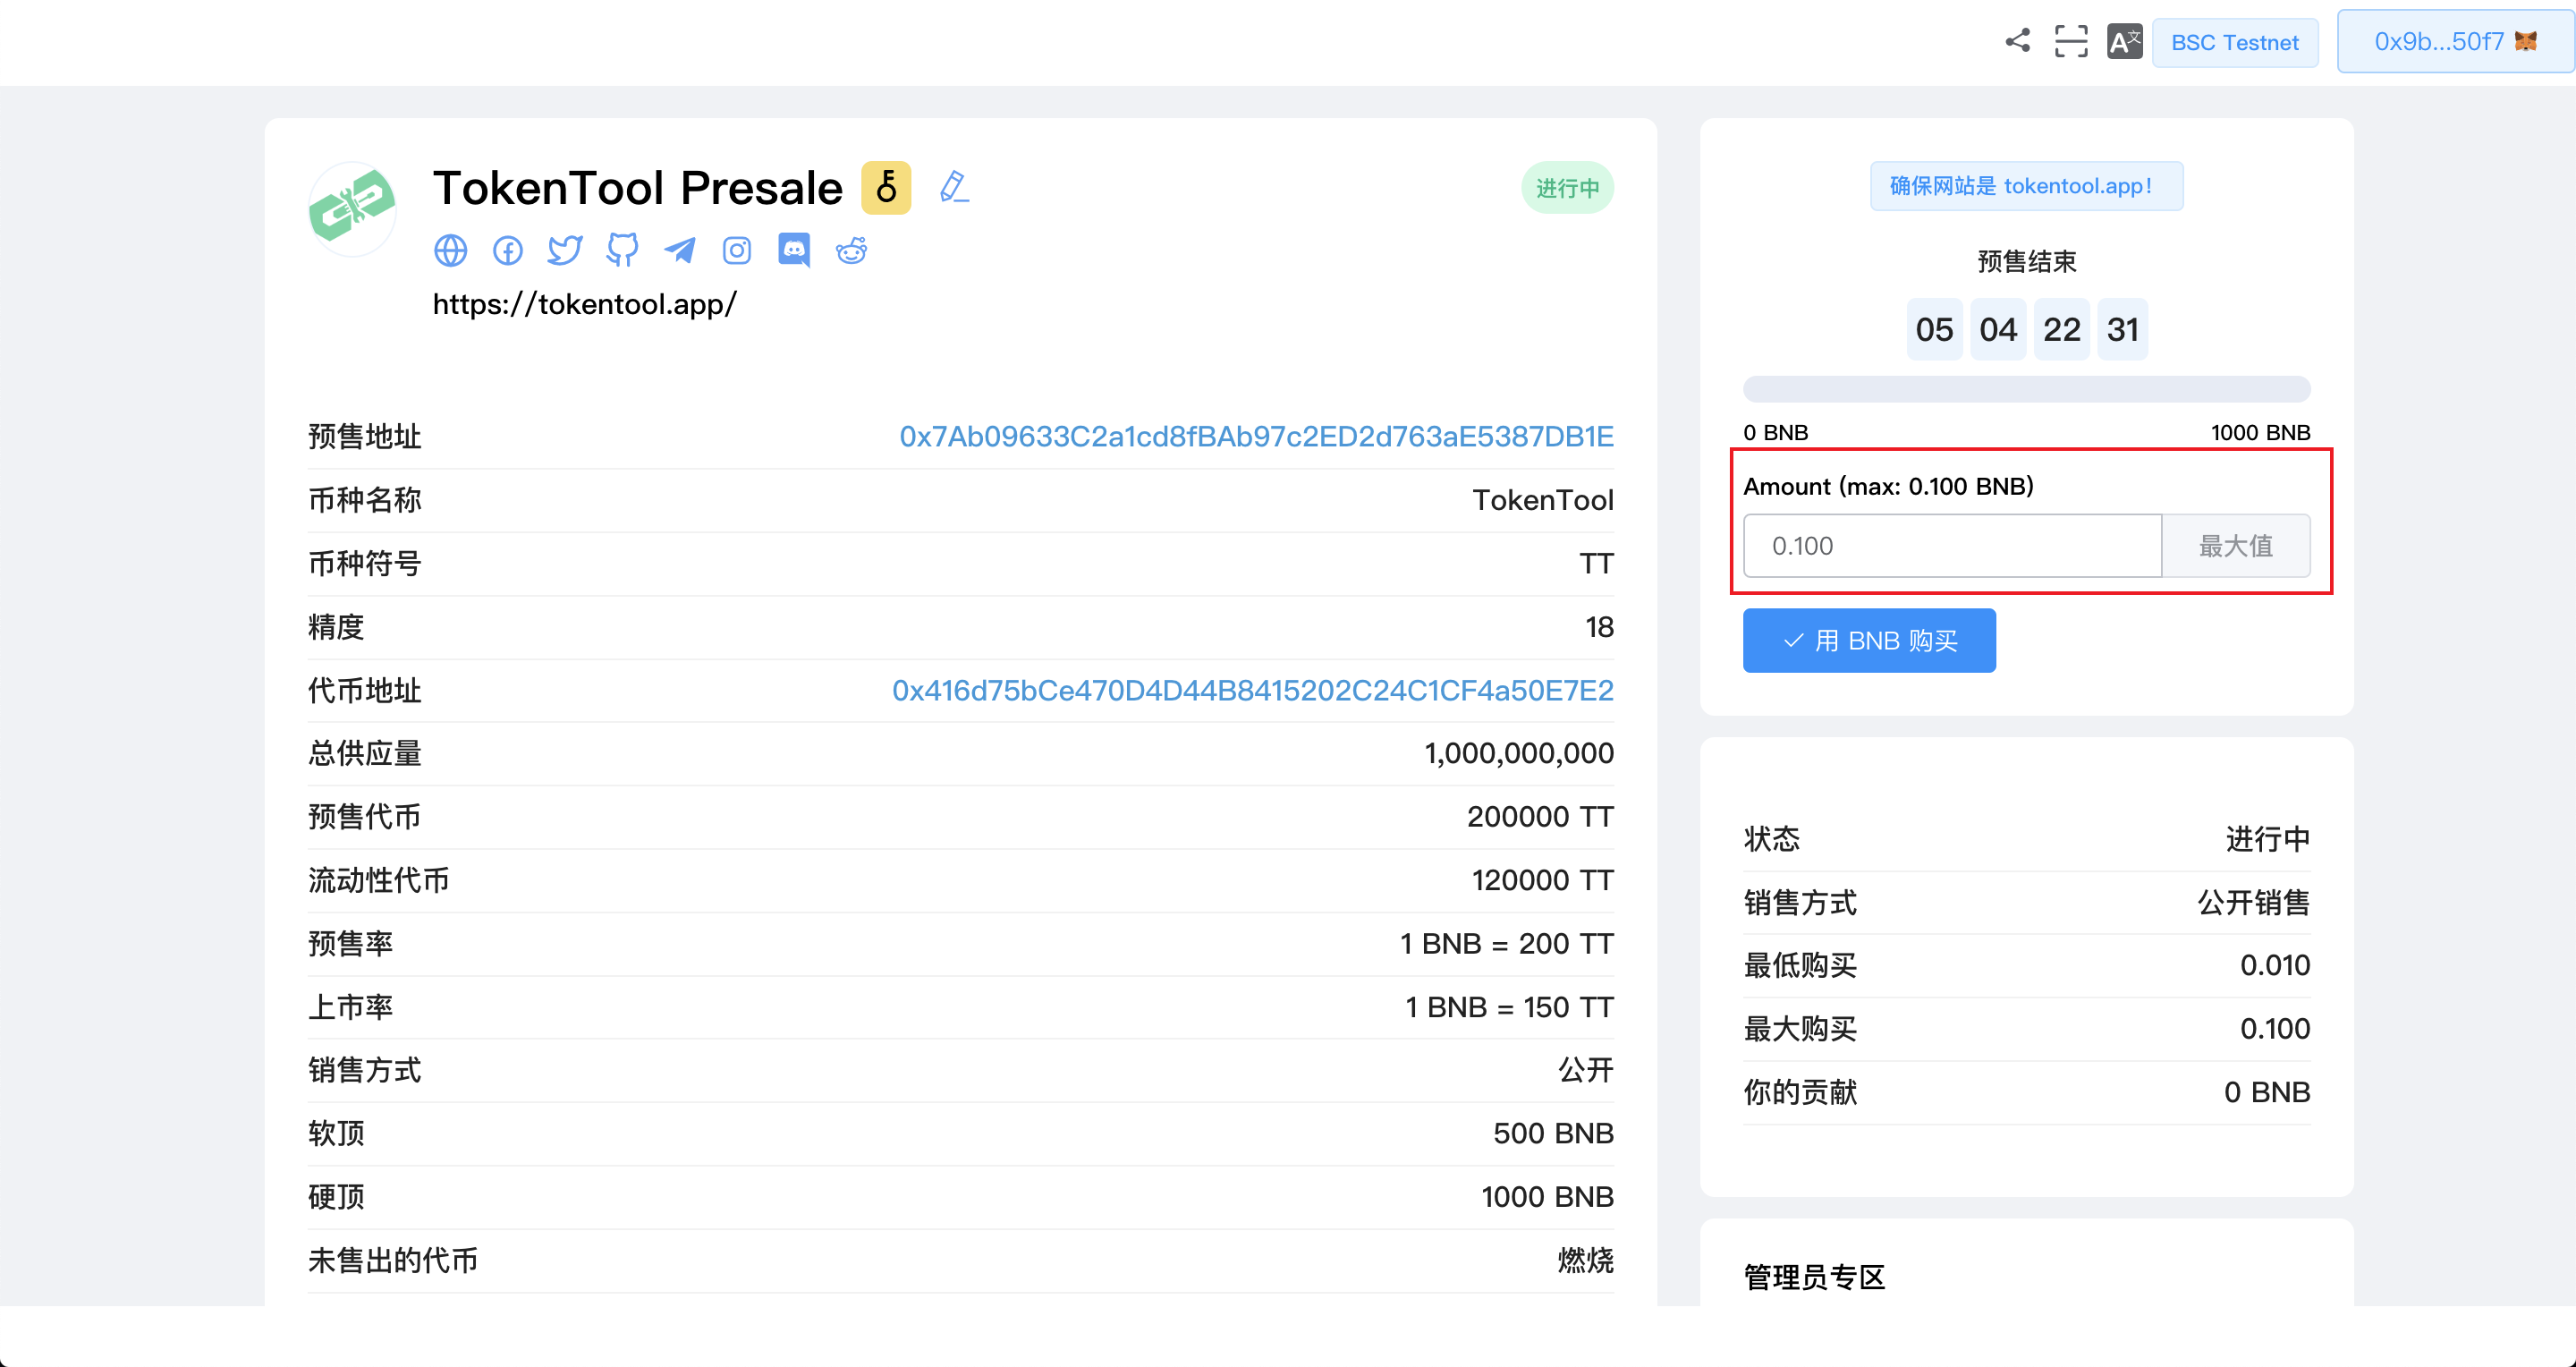 BSC Testnet
0x9b...50f7
TokenTool Presale
进行中
https://tokentool.app/
预售地址 0x7Ab09633C2a1cd8fBAb97c2ED2d763aE5387DB1E
币种名称 TokenTool
币种符号 TT
精度 18
代币地址 0x416d75bCe470D4D44B8415202C24C1CF4a50E7E2
总供应量 1,000,000,000
预售代币 200000 TT
流动性代币 120000 TT
预售率 1 BNB = 200 TT
上市率 1 BNB = 150 TT
销售方式 公开
软顶 500 BNB
硬顶 1000 BNB
未售出的代币 燃烧
确保网站是 tokentool.app!
预售结束
05 04 22 31
0 BNB 1000 BNB
Amount (max: 0.100 BNB)
0.100 最大值
用 BNB 购买
状态 进行中
销售方式 公开销售
最低购买 0.010
最大购买 0.100
你的贡献 0 BNB
管理员专区